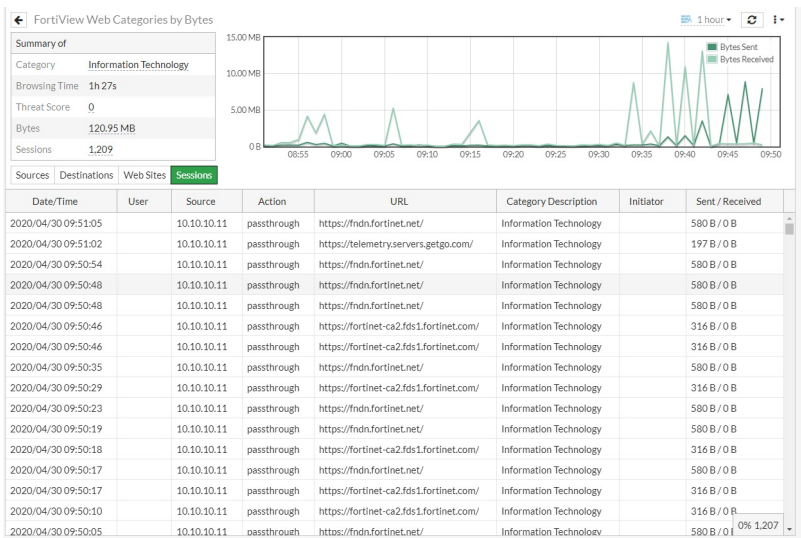 FortiView Web Categories by Bytes
1 hour
Summary of
Category Information Technology
Browsing Time 1h 27s
Threat Score 0
Bytes 120.95 MB
Sessions 1,209
15.00 MB
10.00 MB
5.00 MB
0 B
Bytes Sent
Bytes Received
08:55 09:00 09:05 09:10 09:15 09:20 09:25 09:30 09:35 09:40 09:45 09:50
Sources Destinations Web Sites Sessions
Date/Time User Source Action URL Category Description Initiator Sent / Received
2020/04/30 09:51:05 10.10.10.11 passthrough https://fndn.fortinet.net/ Information Technology 580 B / 0 B
2020/04/30 09:51:02 10.10.10.11 passthrough https://telemetry.servers.getgo.com/ Information Technology 197 B / 0 B
2020/04/30 09:50:54 10.10.10.11 passthrough https://fndn.fortinet.net/ Information Technology 580 B / 0 B
2020/04/30 09:50:48 10.10.10.11 passthrough https://fndn.fortinet.net/ Information Technology 580 B / 0 B
2020/04/30 09:50:48 10.10.10.11 passthrough https://fndn.fortinet.net/ Information Technology 580 B / 0 B
2020/04/30 09:50:46 10.10.10.11 passthrough https://fortinet-ca2.fds1.fortinet.com/ Information Technology 316 B / 0 B
2020/04/30 09:50:46 10.10.10.11 passthrough https://fortinet-ca2.fds1.fortinet.com/ Information Technology 316 B / 0 B
2020/04/30 09:50:35 10.10.10.11 passthrough https://fndn.fortinet.net/ Information Technology 580 B / 0 B
2020/04/30 09:50:29 10.10.10.11 passthrough https://fortinet-ca2.fds1.fortinet.com/ Information Technology 316 B / 0 B
2020/04/30 09:50:23 10.10.10.11 passthrough https://fndn.fortinet.net/ Information Technology 580 B / 0 B
2020/04/30 09:50:19 10.10.10.11 passthrough https://fndn.fortinet.net/ Information Technology 580 B / 0 B
2020/04/30 09:50:18 10.10.10.11 passthrough https://fortinet-ca2.fds1.fortinet.com/ Information Technology 316 B / 0 B
2020/04/30 09:50:17 10.10.10.11 passthrough https://fndn.fortinet.net/ Information Technology 580 B / 0 B
2020/04/30 09:50:17 10.10.10.11 passthrough https://fortinet-ca2.fds1.fortinet.com/ Information Technology 316 B / 0 B
2020/04/30 09:50:10 10.10.10.11 passthrough https://fortinet-ca2.fds1.fortinet.com/ Information Technology 316 B / 0 B
2020/04/30 09:50:05 10.10.10.11 passthrough https://fndn.fortinet.net/ Information Technology 580 B / 0
0% 1,207